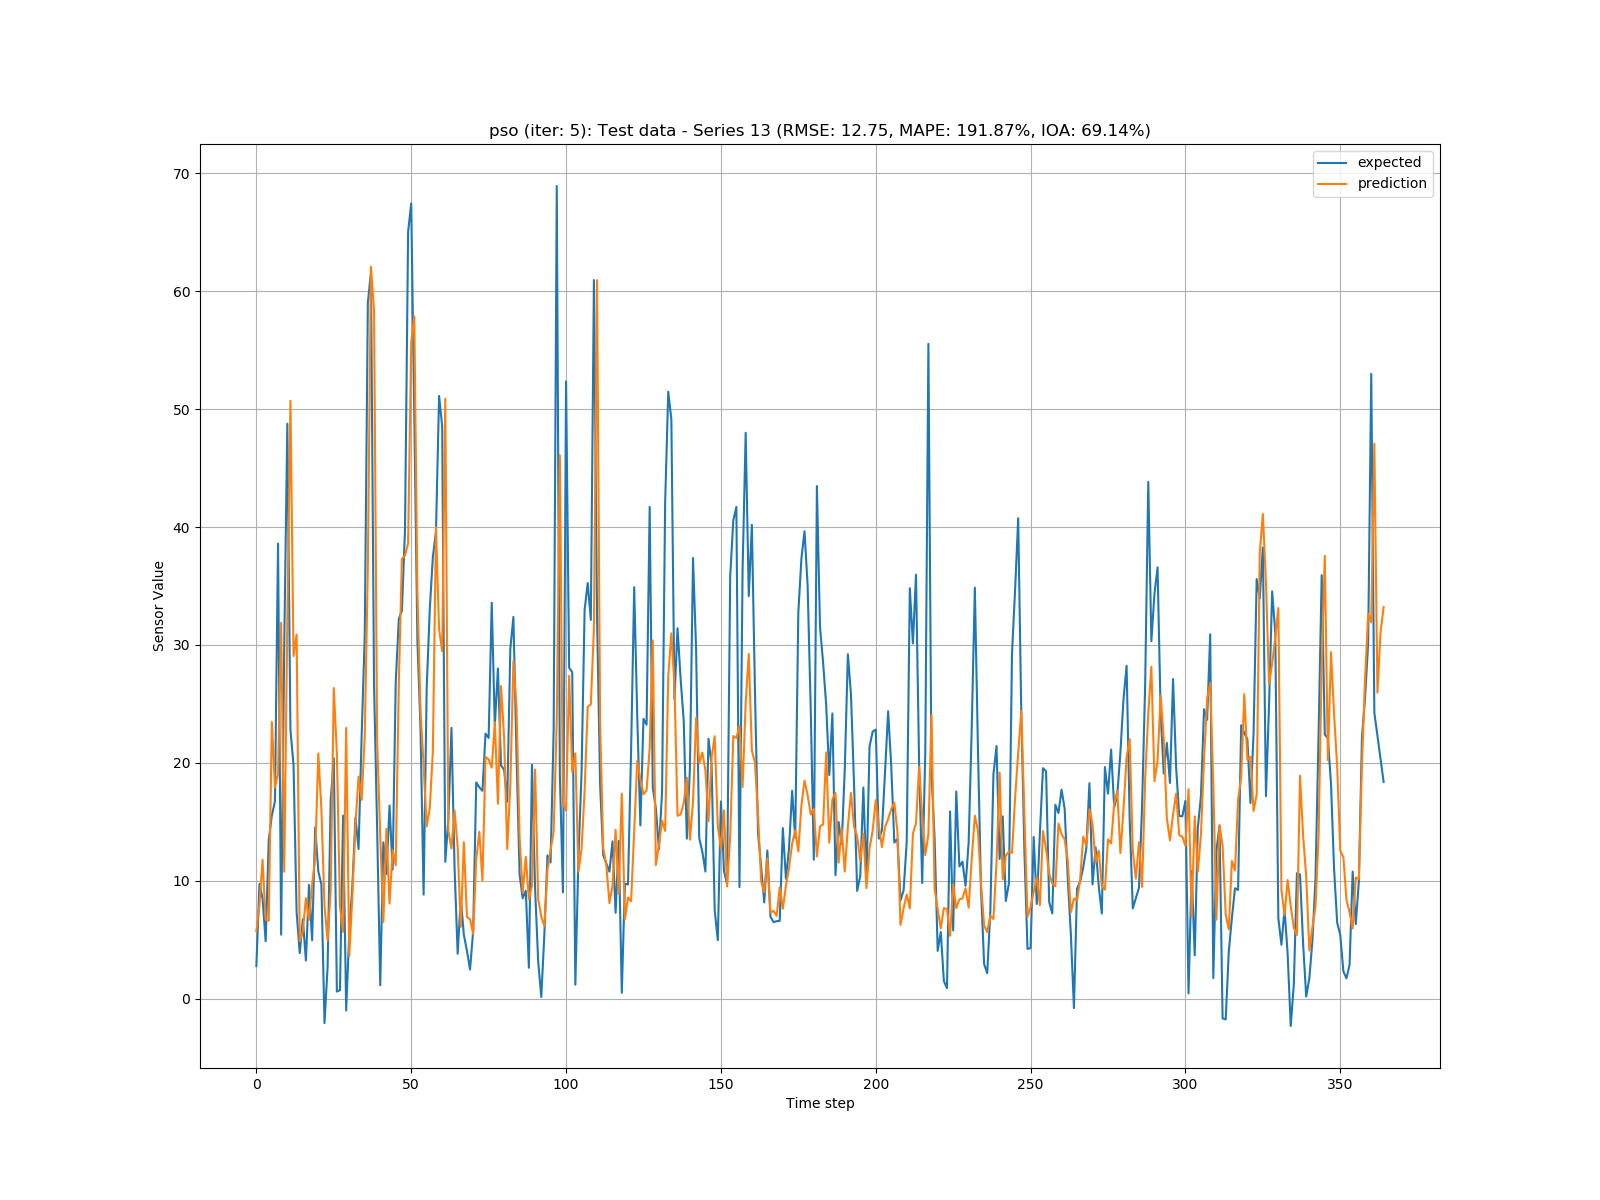 pso (iter: 5): Test data - Series 13 (RMSE: 12.75, MAPE: 191.87%, IOA: 69.14%)
expected
prediction
70
60
50
40
30
20
10
0
Sensor Value
0 50 100 150 200 250 300 350
Time step